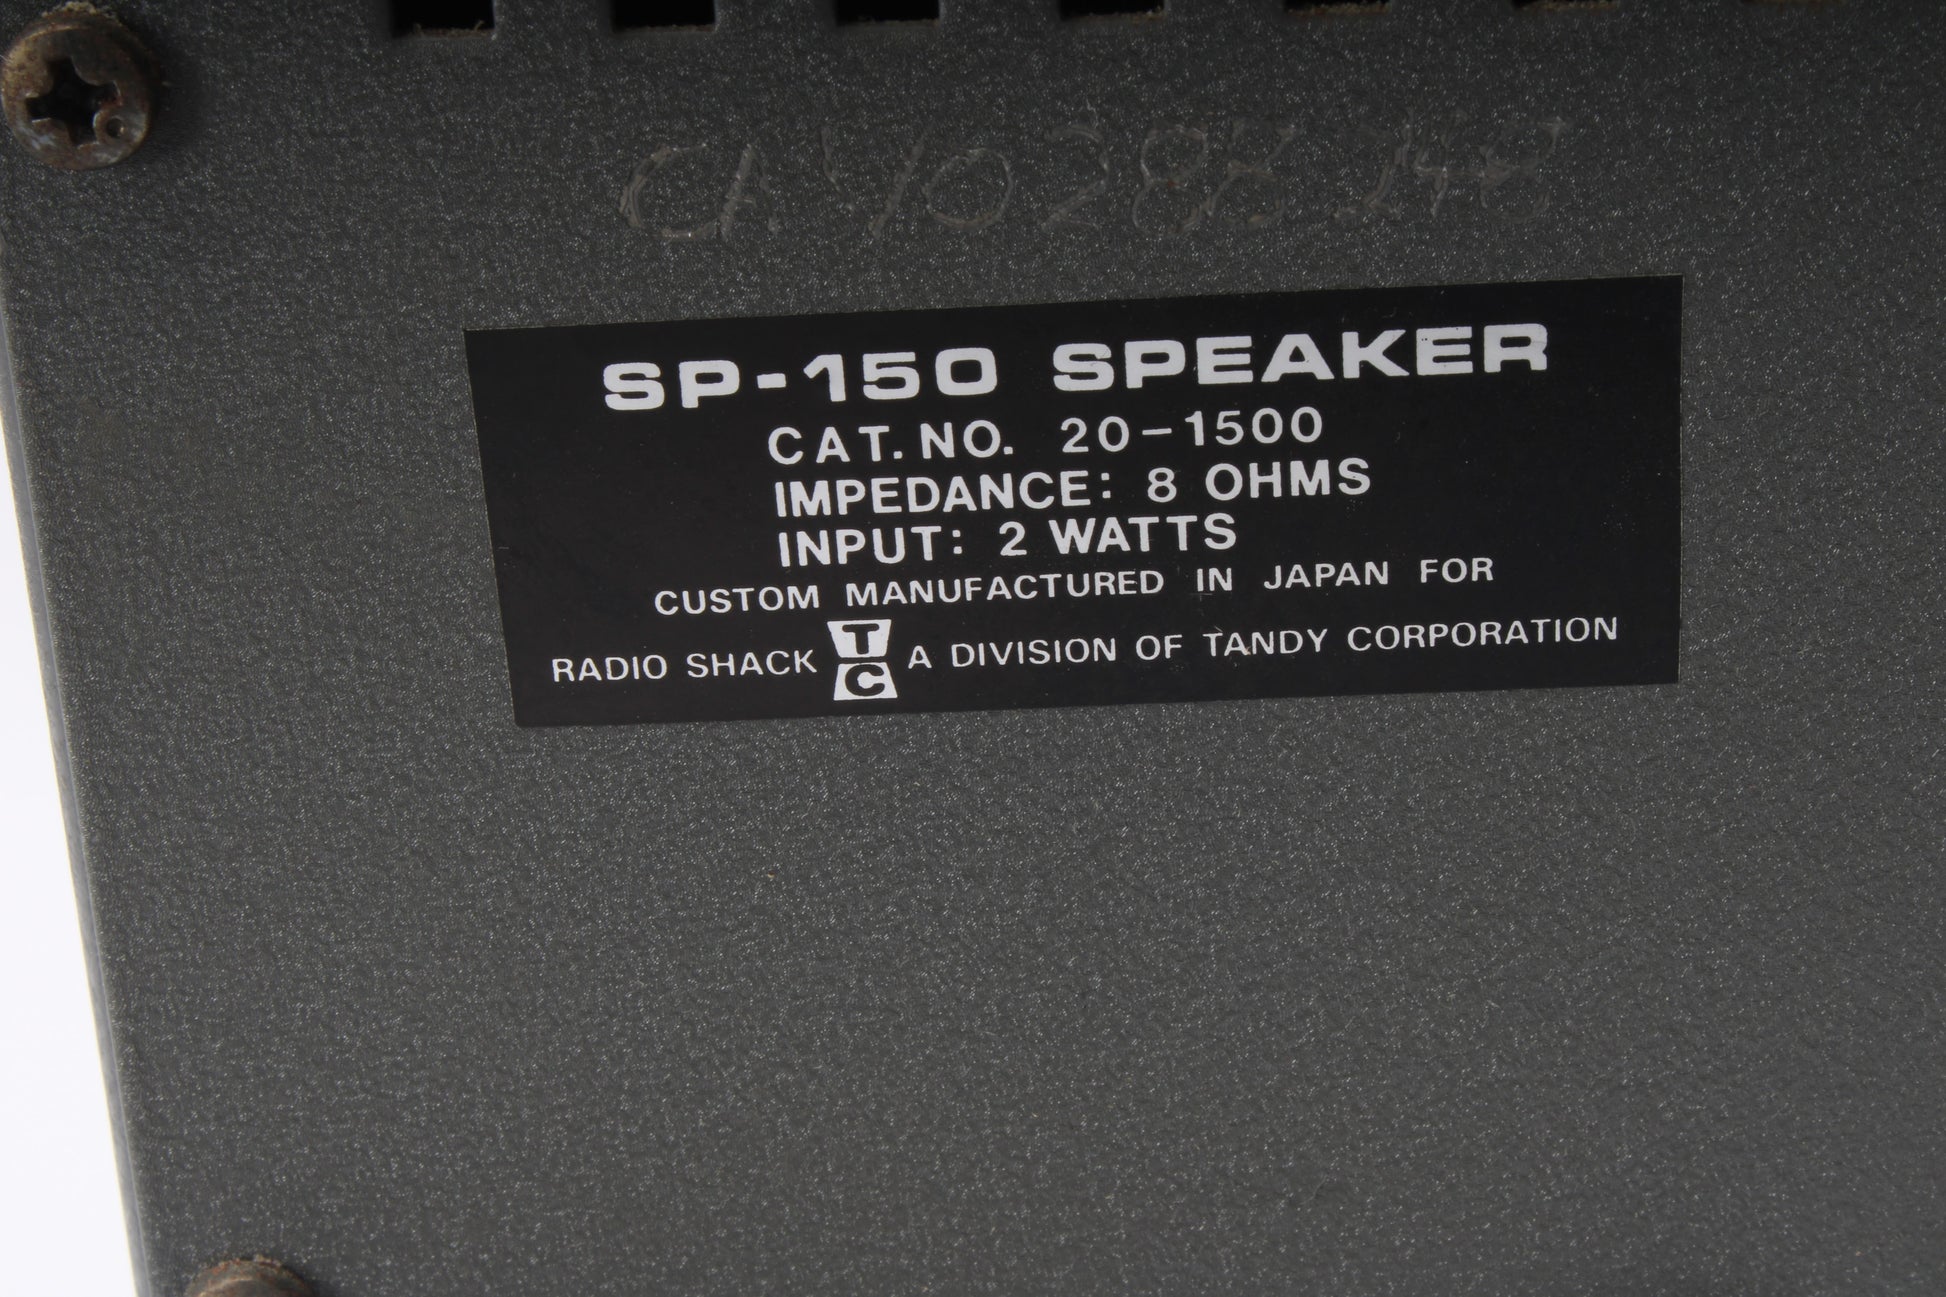 SP-150 SPEAKER
CAT. NO. 20-1500
IMPEDANCE: 8 OHMS
INPUT: 2 WATTS
CUSTOM MANUFACTURED IN JAPAN FOR
RADIO SHACK TC A DIVISION OF TANDY CORPORATION